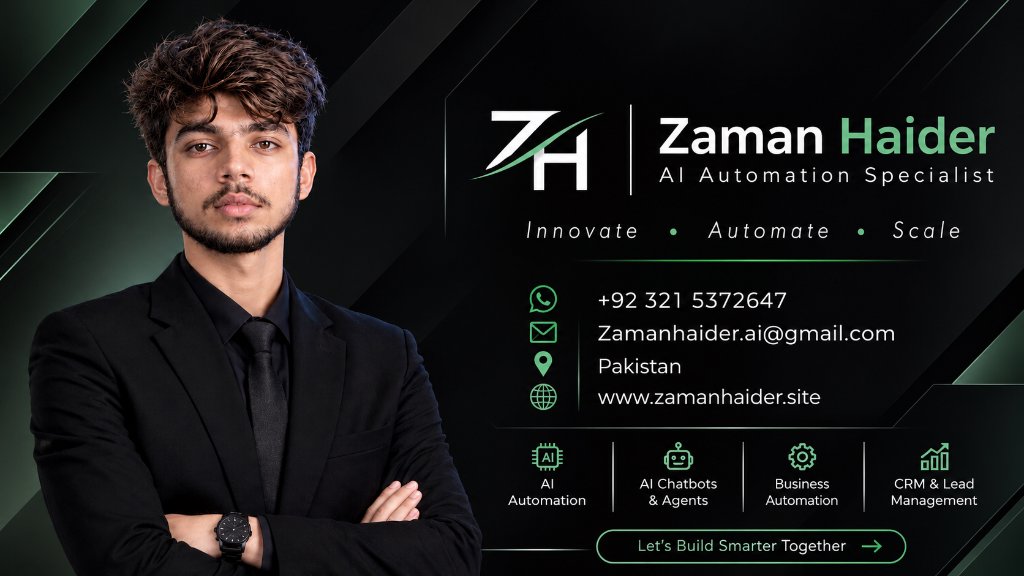 ZH
Zaman Haider
AI Automation Specialist
Innovate • Automate • Scale
+92 321 5372647
Zamanhaider.ai@gmail.com
Pakistan
www.zamanhaider.site
AI
AI
Automation
AI Chatbots
& Agents
Business
Automation
CRM & Lead
Management
Let's Build Smarter Together →